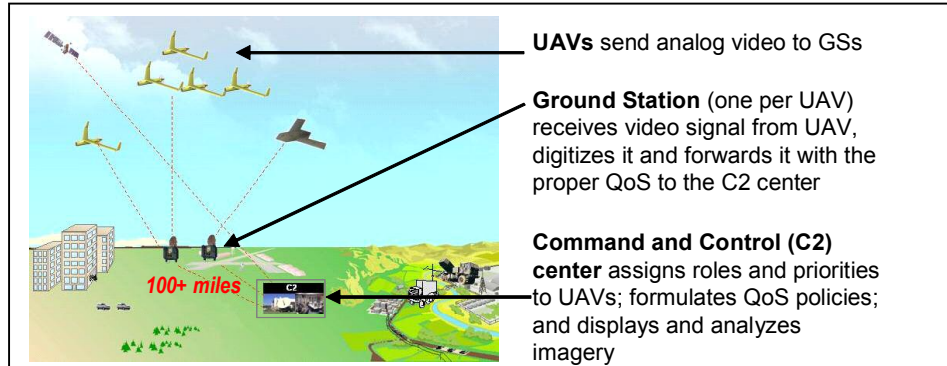 UAVs send analog video to GSs
Ground Station (one per UAV)
receives video signal from UAV,
digitizes it and forwards it with the
proper QoS to the C2 center
Command and Control (C2)
center assigns roles and priorities
to UAVs; formulates QoS policies;
and displays and analyzes
imagery
100+ miles
C2